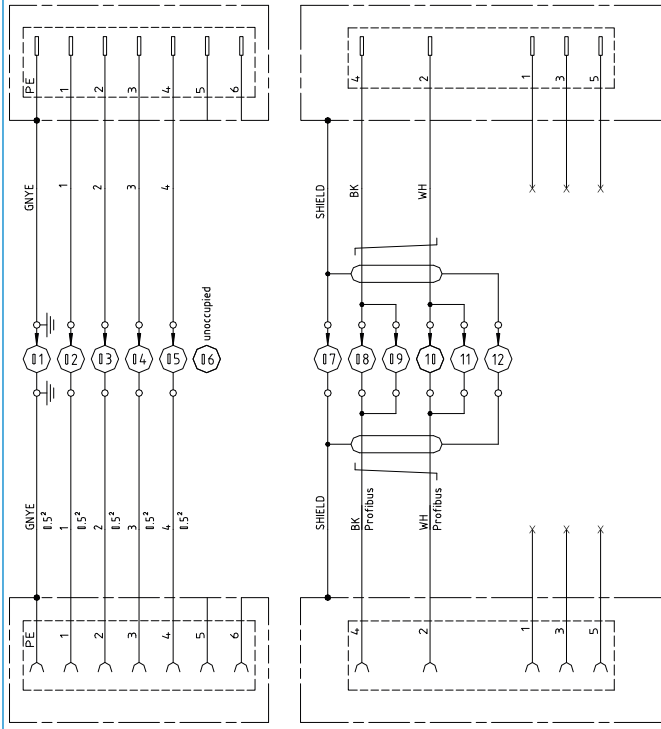 PE 1 2 3 4 5 6
4 2 1 3 5
GNYE 1 2 3 4
SHIELD BK WH
unoccupied
01 02 03 04 05 06
07 08 09 10 11 12
GNYE 1 2 3 4
0.5² 0.5² 0.5² 0.5² 0.5²
SHIELD BK WH
Profibus Profibus
PE 1 2 3 4 5 6
4 2 1 3 5